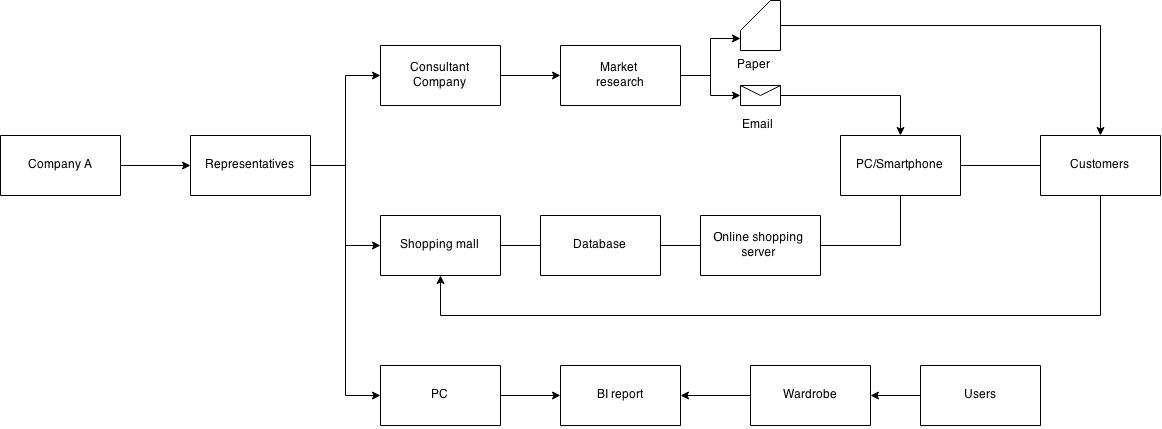 Paper
Consultant
Company
Market
research
Email
Company A
Representatives
PC/Smartphone
Customers
Shopping mall
Database
Online shopping
server
PC
BI report
Wardrobe
Users